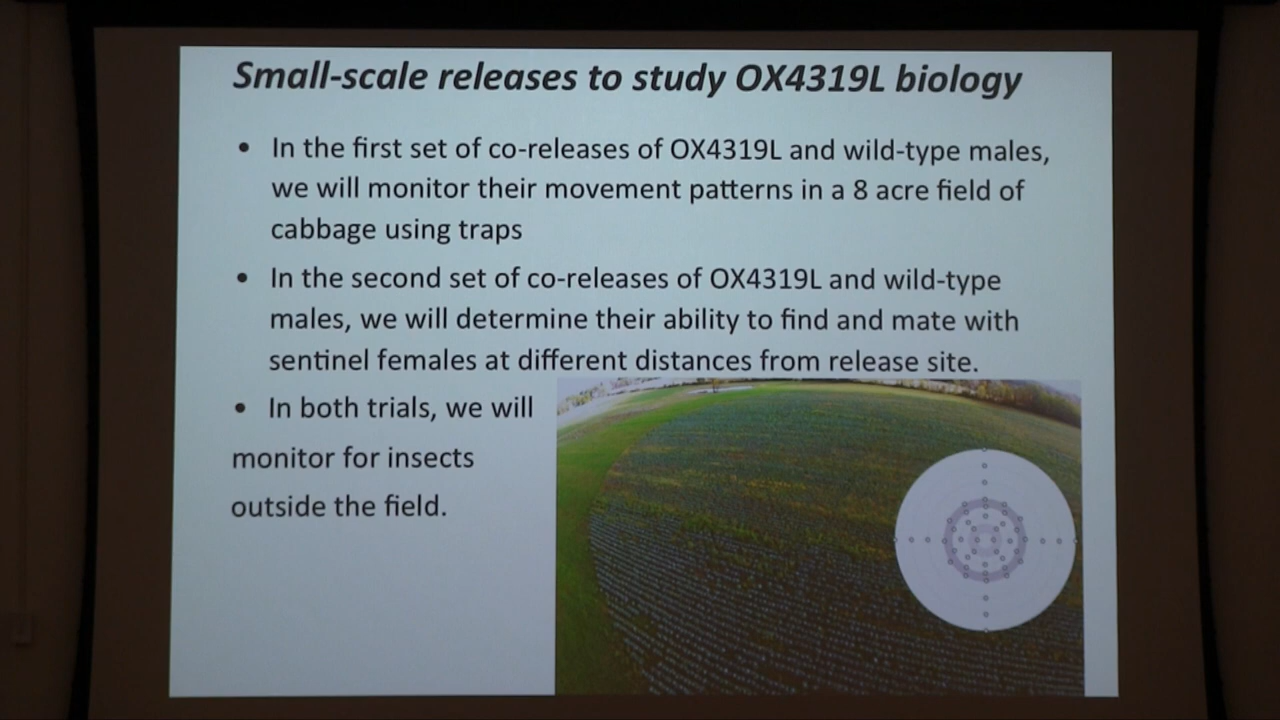 Small-scale releases to study OX4319L biology
• In the first set of co-releases of OX4319L and wild-type males,
we will monitor their movement patterns in a 8 acre field of
cabbage using traps
• In the second set of co-releases of OX4319L and wild-type
males, we will determine their ability to find and mate with
sentinel females at different distances from release site.
• In both trials, we will
monitor for insects
outside the field.